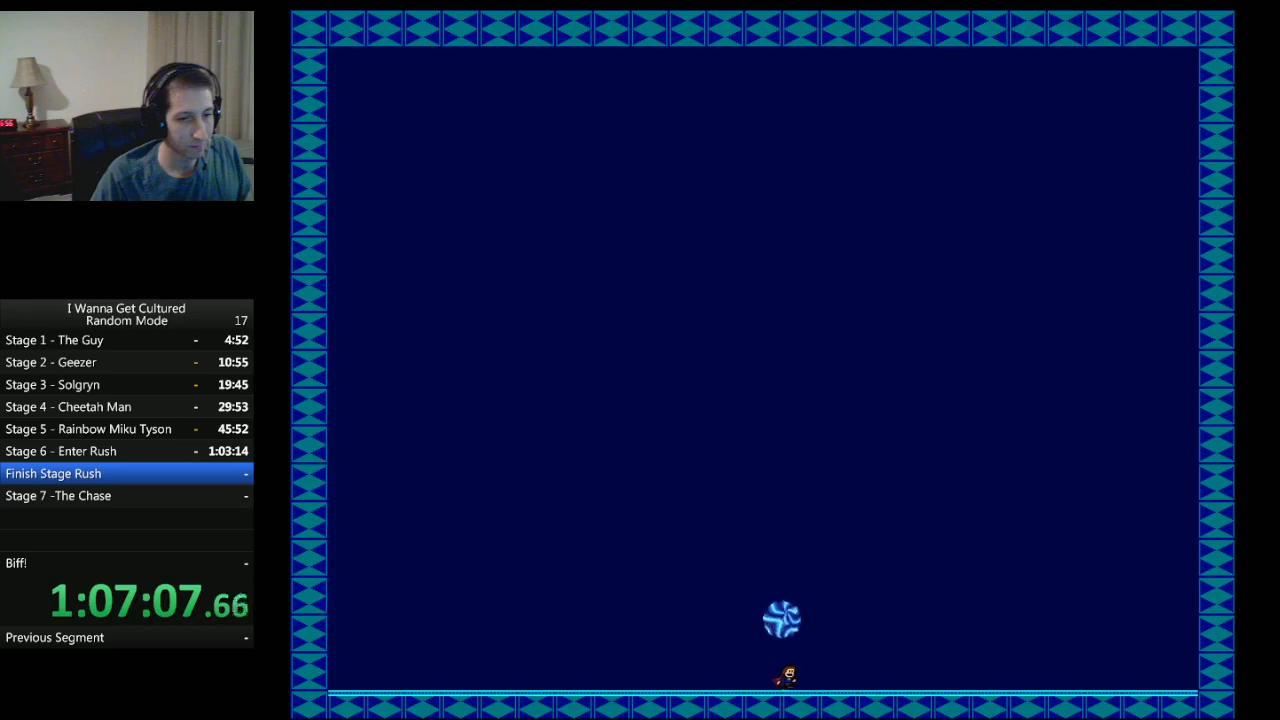 I Wanna Get Cultured
Random Mode 17
Stage 1 - The Guy - 4:52
Stage 2 - Geezer - 10:55
Stage 3 - Solgryn - 19:45
Stage 4 - Cheetah Man - 29:53
Stage 5 - Rainbow Miku Tyson - 45:52
Stage 6 - Enter Rush - 1:03:14
Finish Stage Rush -
Stage 7 -The Chase -
Biff! -
1:07:07.66
Previous Segment -